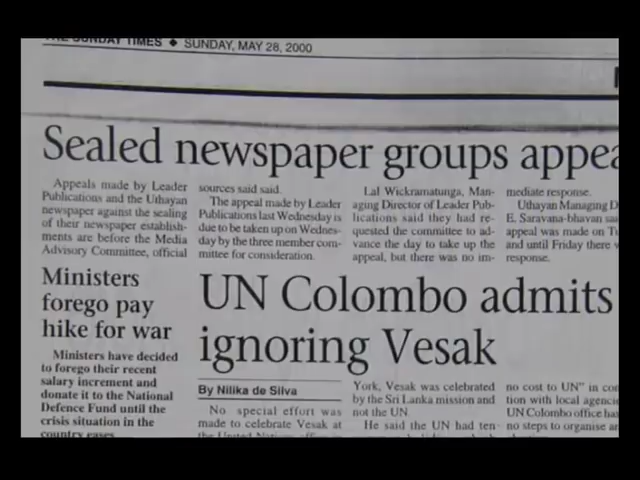 THE SUNDAY TIMES ◆ SUNDAY, MAY 28, 2000
Sealed newspaper groups
Appeals made by Leader
Publications and the Uthayan
newspaper against the sealing
of their newspaper establish-
ments are before the Media
Advisory Committee, official
sources said said.
The appeal made by Leader
Publications last Wednesday is
due to be taken up on Wednes-
day by the three member com-
mittee for consideration.
Lal Wickramatunga, Man-
aging Director of Leader Pub-
lications said they had re-
quested the committee to ad-
vance the day to take up the
appeal, but there was no im-
mediate response.
Uthayan Managing D
E. Saravana-bhavan
appeal was made on
and until Friday there
response.
Ministers
forego pay
hike for war
Ministers have decided
to forego their recent
salary increment and
donate it to the National
Defence Fund until the
crisis situation in the
country eases.
UN Colombo admits
ignoring Vesak
By Nilika de Silva
No special effort was
made to celebrate Vesak at
York, Vesak was celebrated
by the Sri Lanka mission and
not the UN.
He said the UN had ten-
no cost to UN" in
tion with local
UN Colombo office has
no steps to organise